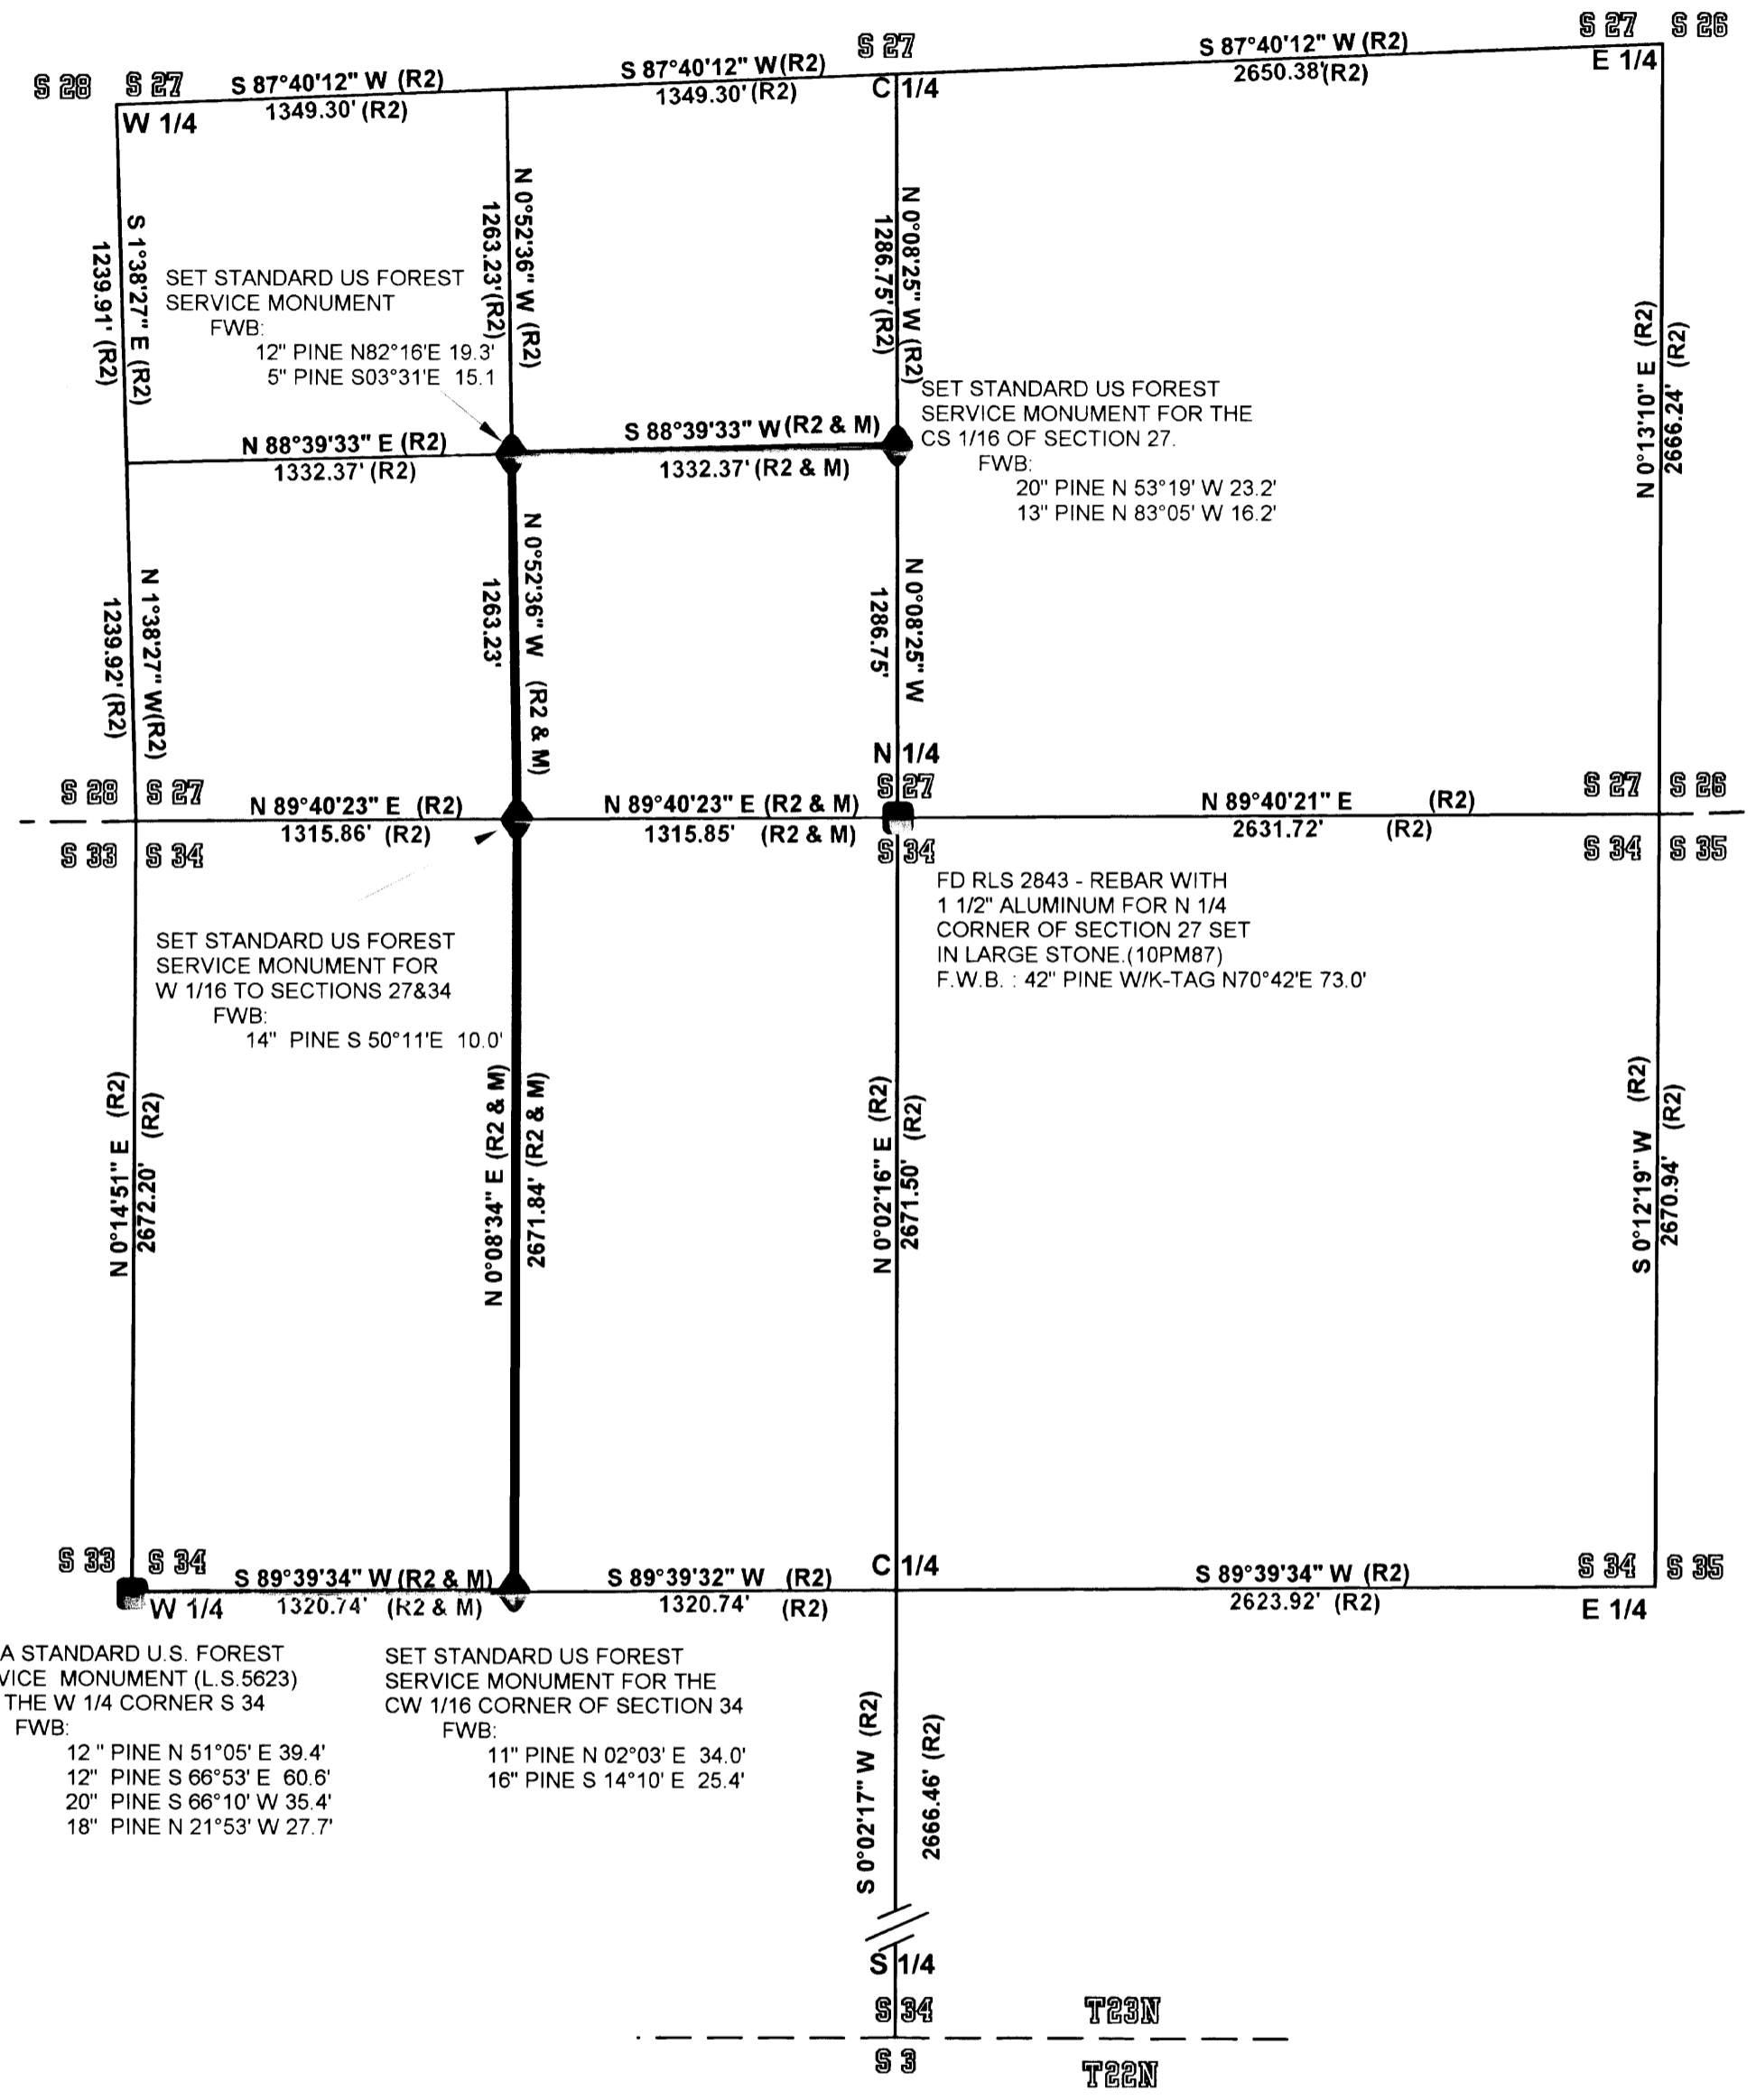 S 28
S 27
S 87°40'12" W (R2)
1349.30' (R2)
W 1/4
S 87°40'12" W(R2)
1349.30' (R2)
S 27
C 1/4
S 87°40'12" W (R2)
2650.38'(R2)
S 27
S 26
E 1/4
S 1°38'27" E (R2)
1239.91' (R2)
N 0°52'36" W (R2)
1263.23'(R2)
N 0°08'25" W (R2)
1286.75' (R2)
N 0°13'10" E (R2)
2666.24' (R2)
SET STANDARD US FOREST
SERVICE MONUMENT
FWB:
12" PINE N82°16'E 19.3'
5" PINE S03°31'E 15.1
N 88°39'33" E (R2)
1332.37' (R2)
S 88°39'33" W (R2 & M)
1332.37' (R2 & M)
SET STANDARD US FOREST
SERVICE MONUMENT FOR THE
CS 1/16 OF SECTION 27.
FWB:
20" PINE N 53°19' W 23.2'
13" PINE N 83°05' W 16.2'
N 1°38'27" W(R2)
1239.92' (R2)
N 0°52'36" W (R2 & M)
1263.23'
N 0°08'25" W
1286.75'
N 1/4
S 28
S 27
N 89°40'23" E (R2)
1315.86' (R2)
N 89°40'23" E (R2 & M)
1315.85' (R2 & M)
S 27
N 89°40'21" E (R2)
2631.72' (R2)
S 27
S 26
S 33
S 34
S 34
S 34
S 35
SET STANDARD US FOREST
SERVICE MONUMENT FOR
W 1/16 TO SECTIONS 27&34
FWB:
14" PINE S 50°11'E 10.0'
FD RLS 2843 - REBAR WITH
1 1/2" ALUMINUM FOR N 1/4
CORNER OF SECTION 27 SET
IN LARGE STONE.(10PM87)
F.W.B. : 42" PINE W/K-TAG N70°42'E 73.0'
N 0°14'51" E (R2)
2672.20' (R2)
N 0°08'34" E (R2 & M)
2671.84' (R2 & M)
N 0°02'16" E (R2)
2671.50' (R2)
S 0°12'19" W (R2)
2670.94' (R2)
S 33
S 34
S 89°39'34" W (R2 & M)
1320.74' (R2 & M)
W 1/4
S 89°39'32" W (R2)
1320.74' (R2)
C 1/4
S 89°39'34" W (R2)
2623.92' (R2)
S 34
S 35
E 1/4
A STANDARD U.S. FOREST
VICE MONUMENT (L.S.5623)
THE W 1/4 CORNER S 34
FWB:
12 " PINE N 51°05' E 39.4'
12" PINE S 66°53' E 60.6'
20" PINE S 66°10' W 35.4'
18" PINE N 21°53' W 27.7'
SET STANDARD US FOREST
SERVICE MONUMENT FOR THE
CW 1/16 CORNER OF SECTION 34
FWB:
11" PINE N 02°03' E 34.0'
16" PINE S 14°10' E 25.4'
S 0°02'17" W (R2)
2666.46' (R2)
S 1/4
S 34
T23N
S 3
T22N